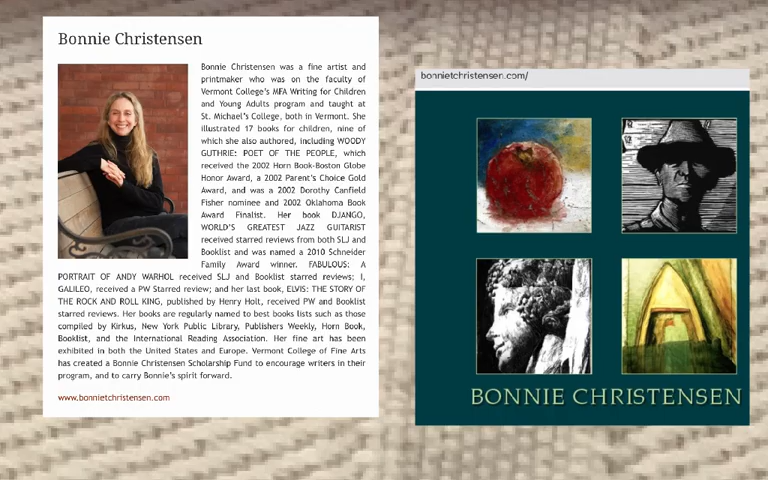 Bonnie Christensen
Bonnie Christensen was a fine artist and
printmaker who was on the faculty of
Vermont College's MFA Writing for Children
and Young Adults program and taught at
St. Michael's College, both in Vermont. She
illustrated 17 books for children, nine of
which she also authored, including WOODY
GUTHRIE: POET OF THE PEOPLE, which
received the 2002 Horn Book-Boston Globe
Honor Award, a 2002 Parent's Choice Gold
Award, and was a 2002 Dorothy Canfield
Fisher nominee and 2002 Oklahoma Book
Award Finalist. Her book DJANGO,
WORLD'S GREATEST JAZZ GUITARIST
received starred reviews from both SLJ and
Booklist and was named a 2010 Schneider
Family Award winner. FABULOUS: A
PORTRAIT OF ANDY WARHOL received SLJ and Booklist starred reviews; I,
GALILEO, received a PW Starred review; and her last book, ELVIS: THE STORY OF
THE ROCK AND ROLL KING, published by Henry Holt, received PW and Booklist
starred reviews. Her books are regularly named to best books lists such as those
compiled by Kirkus, New York Public Library, Publishers Weekly, Horn Book,
Booklist, and the International Reading Association. Her fine art has been
exhibited in both the United States and Europe. Vermont College of Fine Arts
has created a Bonnie Christensen Scholarship Fund to encourage writers in their
program, and to carry Bonnie's spirit forward.
www.bonnietchristensen.com
bonnietchristensen.com/
BONNIE CHRISTENSEN